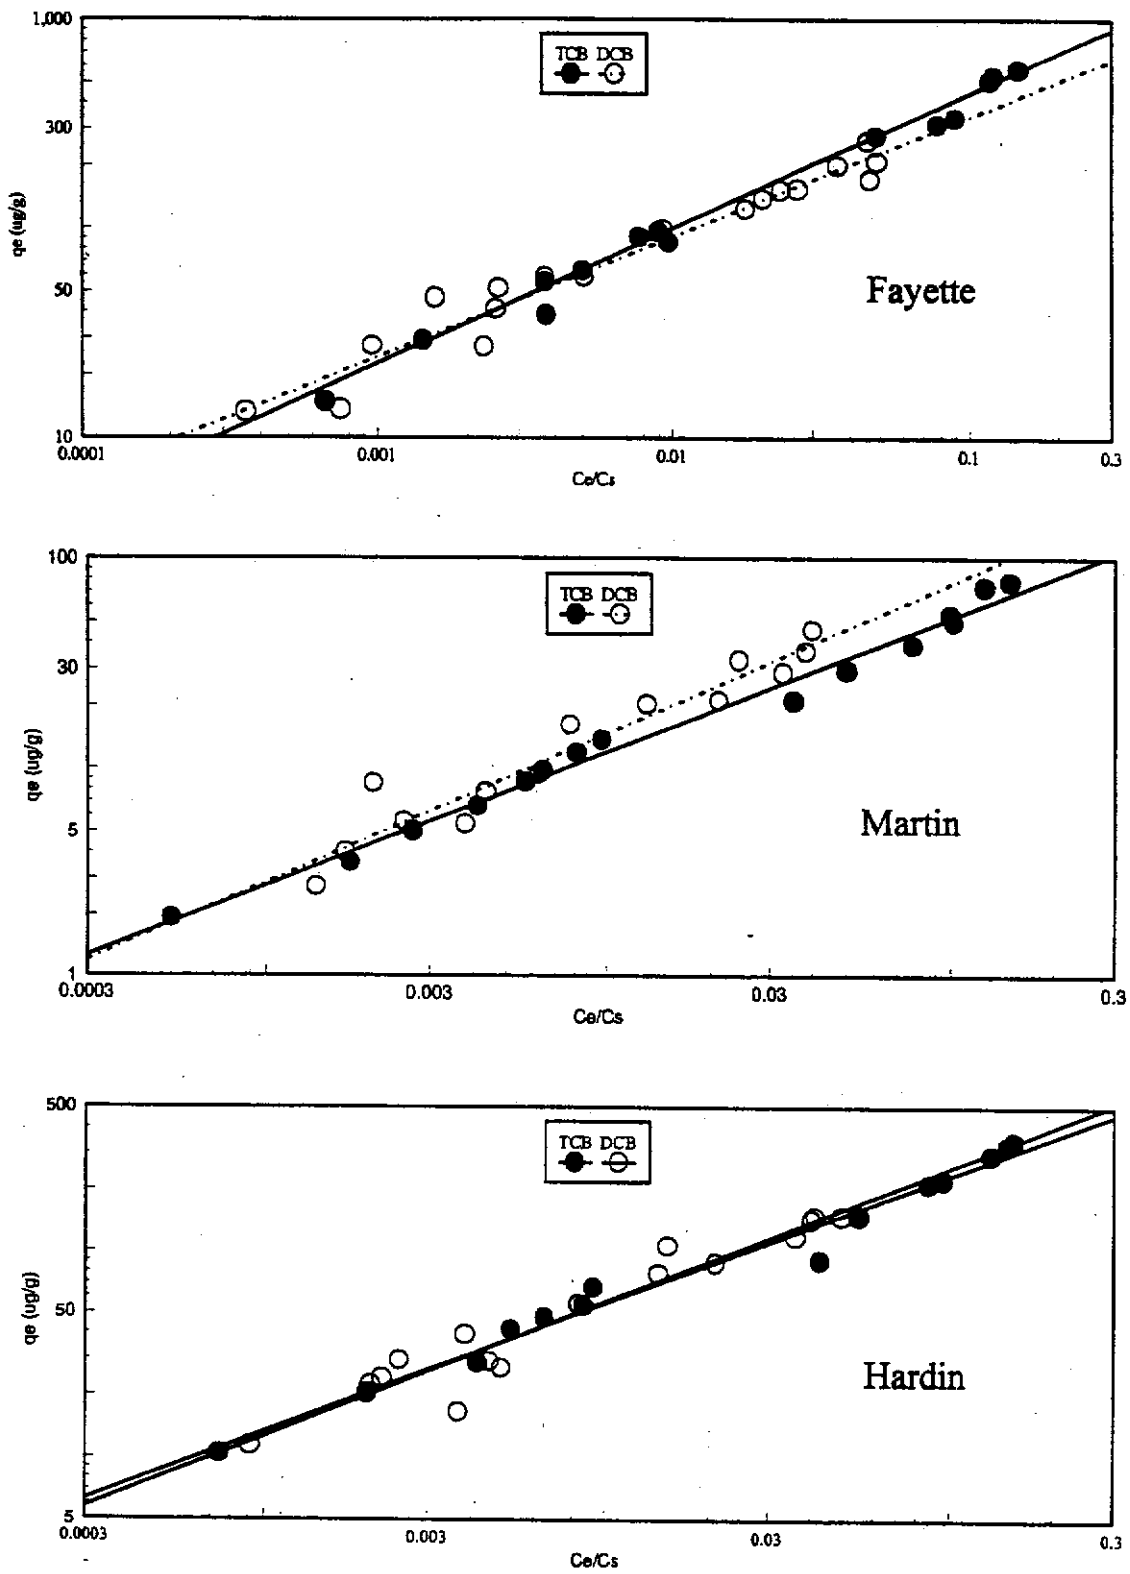 1,000
TCB DCB
300
qe (ug/g)
50
Fayette
10
0.0001 0.001 0.01 0.1 0.3
Ce/Cs
100
TCB DCB
30
qe (ug/g)
5
Martin
1
0.0003 0.003 0.03 0.3
Ce/Cs
500
TCB DCB
50
qe (ug/g)
Hardin
5
0.0003 0.003 0.03 0.3
Ce/Cs